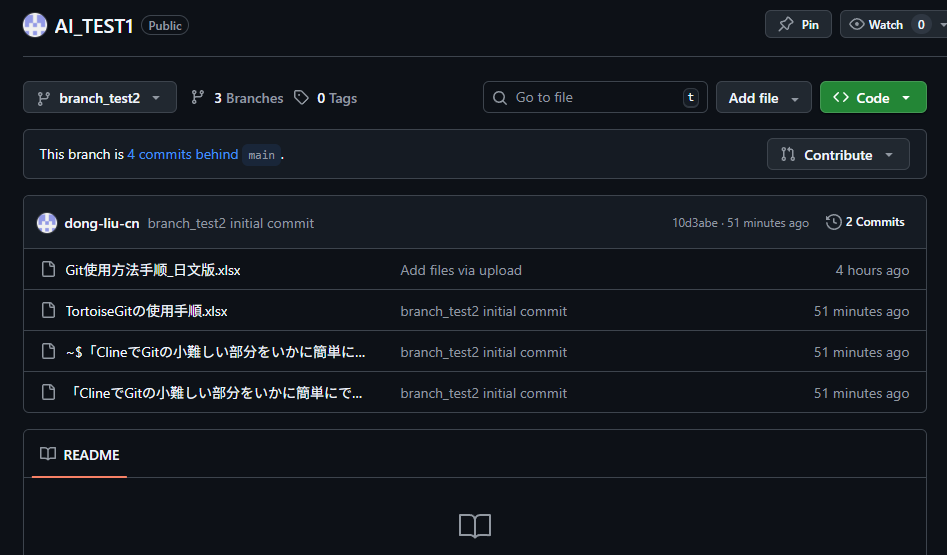 AI_TEST1 Public Pin Watch 0
branch_test2 3 Branches 0 Tags Go to file t Add file Code
This branch is 4 commits behind main . Contribute
dong-liu-cn branch_test2 initial commit 10d3abe · 51 minutes ago 2 Commits
Git使用方法手順_日文版.xlsx Add files via upload 4 hours ago
TortoiseGitの使用手順.xlsx branch_test2 initial commit 51 minutes ago
~$「ClineでGitの小難しい部分をいかに簡単に... branch_test2 initial commit 51 minutes ago
「ClineでGitの小難しい部分をいかに簡単にで... branch_test2 initial commit 51 minutes ago
README